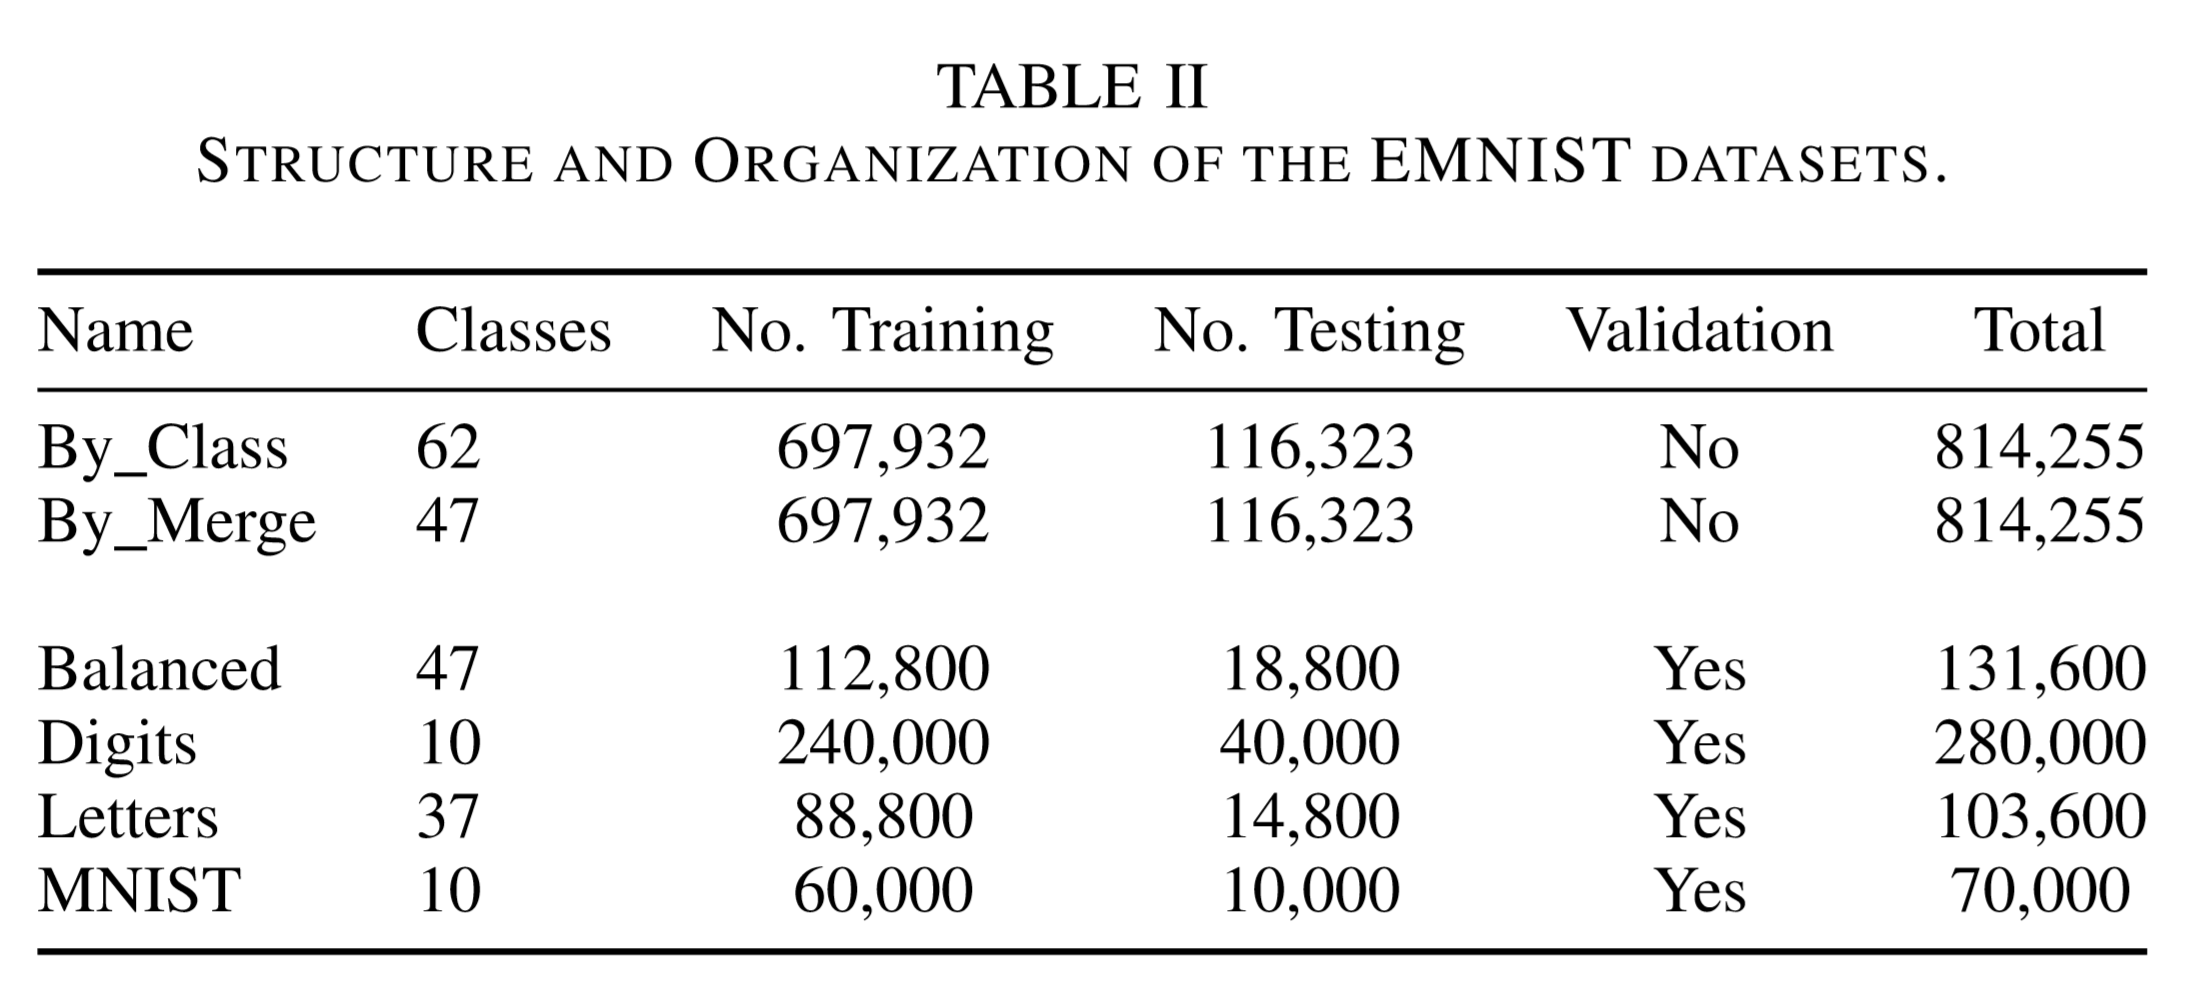 TABLE II
STRUCTURE AND ORGANIZATION OF THE EMNIST DATASETS.
Name Classes No. Training No. Testing Validation Total
By_Class 62 697,932 116,323 No 814,255
By_Merge 47 697,932 116,323 No 814,255
Balanced 47 112,800 18,800 Yes 131,600
Digits 10 240,000 40,000 Yes 280,000
Letters 37 88,800 14,800 Yes 103,600
MNIST 10 60,000 10,000 Yes 70,000